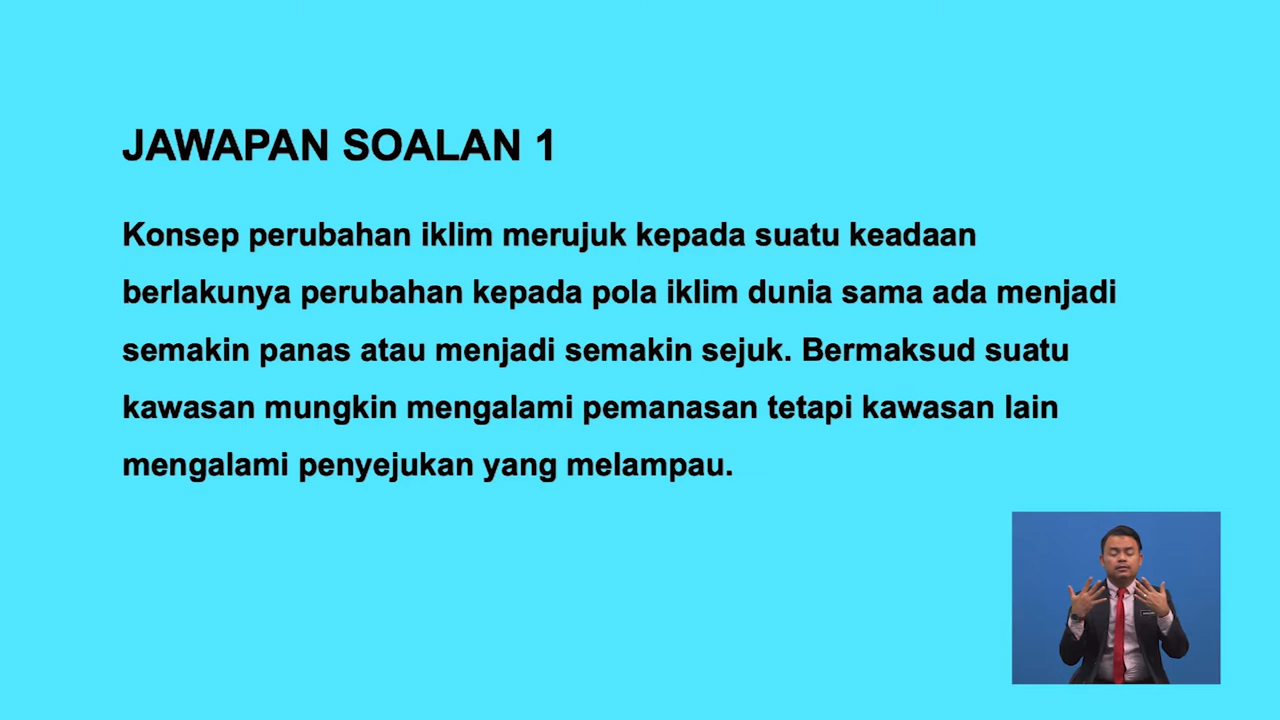 JAWAPAN SOALAN 1
Konsep perubahan iklim merujuk kepada suatu keadaan
berlakunya perubahan kepada pola iklim dunia sama ada menjadi
semakin panas atau menjadi semakin sejuk. Bermaksud suatu
kawasan mungkin mengalami pemanasan tetapi kawasan lain
mengalami penyejukan yang melampau.